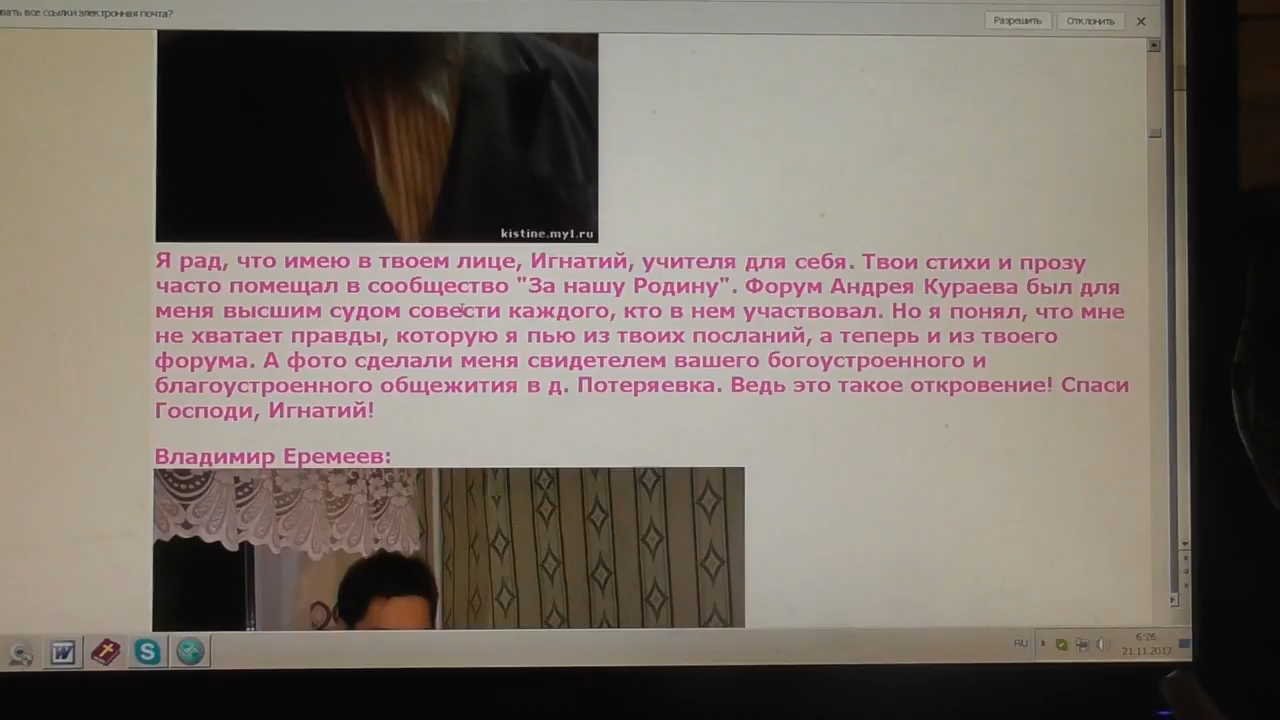 вать все ссылки электронная почта?
Разрешить
Отклонить
kistine.my1.ru
Я рад, что имею в твоем лице, Игнатий, учителя для себя. Твои стихи и прозу
часто помещал в сообщество "За нашу Родину". Форум Андрея Кураева был для
меня высшим судом совести каждого, кто в нем участвовал. Но я понял, что мне
не хватает правды, которую я пью из твоих посланий, а теперь и из твоего
форума. А фото сделали меня свидетелем вашего богоустроенного и
благоустроенного общежития в д. Потеряевка. Ведь это такое откровение! Спаси
Господи, Игнатий!
Владимир Еремеев:
RU
6:26
21.11.2017